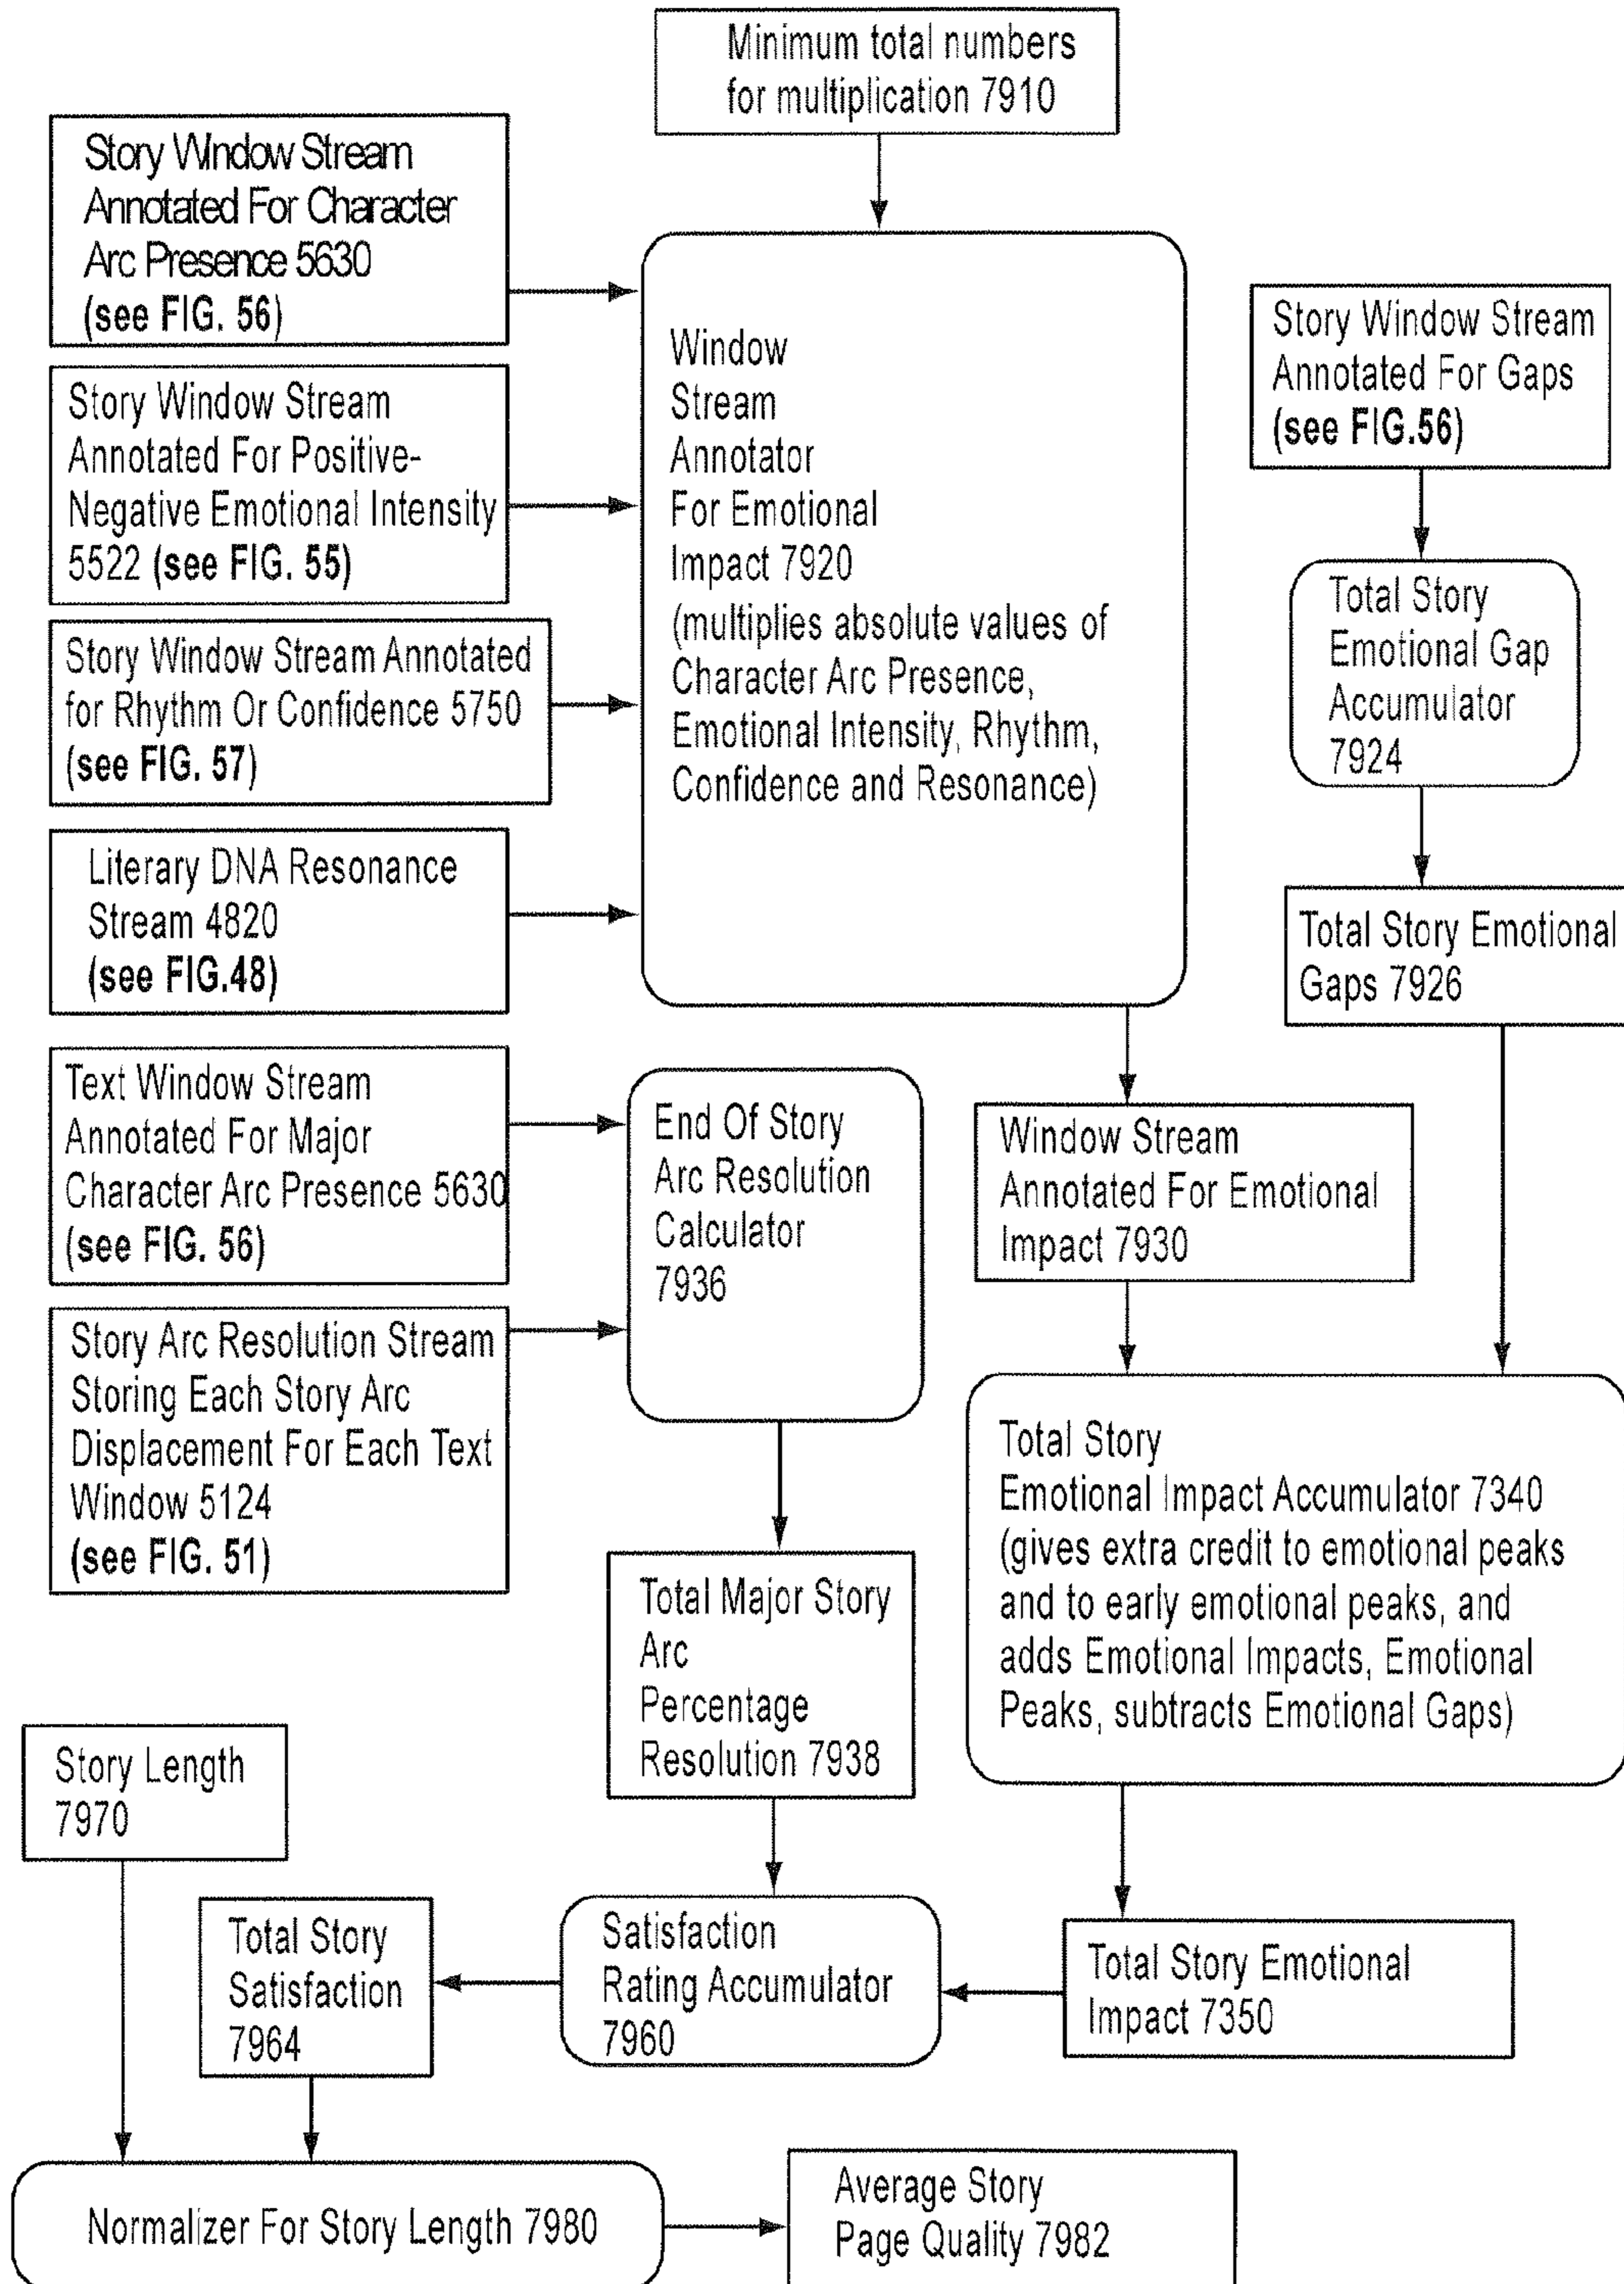 Minimum total numbers
for multiplication 7910
Story Window Stream
Annotated For Character
Arc Presence 5630
(see FIG. 56)
Story Window Stream
Annotated For Positive-
Negative Emotional Intensity
5522 (see FIG. 55)
Story Window Stream Annotated
for Rhythm Or Confidence 5750
(see FIG. 57)
Literary DNA Resonance
Stream 4820
(see FIG.48)
Window
Stream
Annotator
For Emotional
Impact 7920
(multiplies absolute values of
Character Arc Presence,
Emotional Intensity, Rhythm,
Confidence and Resonance)
Story Window Stream
Annotated For Gaps
(see FIG.56)
Total Story
Emotional Gap
Accumulator
7924
Total Story Emotional
Gaps 7926
Text Window Stream
Annotated For Major
Character Arc Presence 5630
(see FIG. 56)
Story Arc Resolution Stream
Storing Each Story Arc
Displacement For Each Text
Window 5124
(see FIG. 51)
End Of Story
Arc Resolution
Calculator
7936
Window Stream
Annotated For Emotional
Impact 7930
Total Story
Emotional Impact Accumulator 7340
(gives extra credit to emotional peaks
and to early emotional peaks, and
adds Emotional Impacts, Emotional
Peaks, subtracts Emotional Gaps)
Total Major Story
Arc
Percentage
Resolution 7938
Story Length
7970
Total Story
Satisfaction
7964
Satisfaction
Rating Accumulator
7960
Total Story Emotional
Impact 7350
Normalizer For Story Length 7980
Average Story
Page Quality 7982